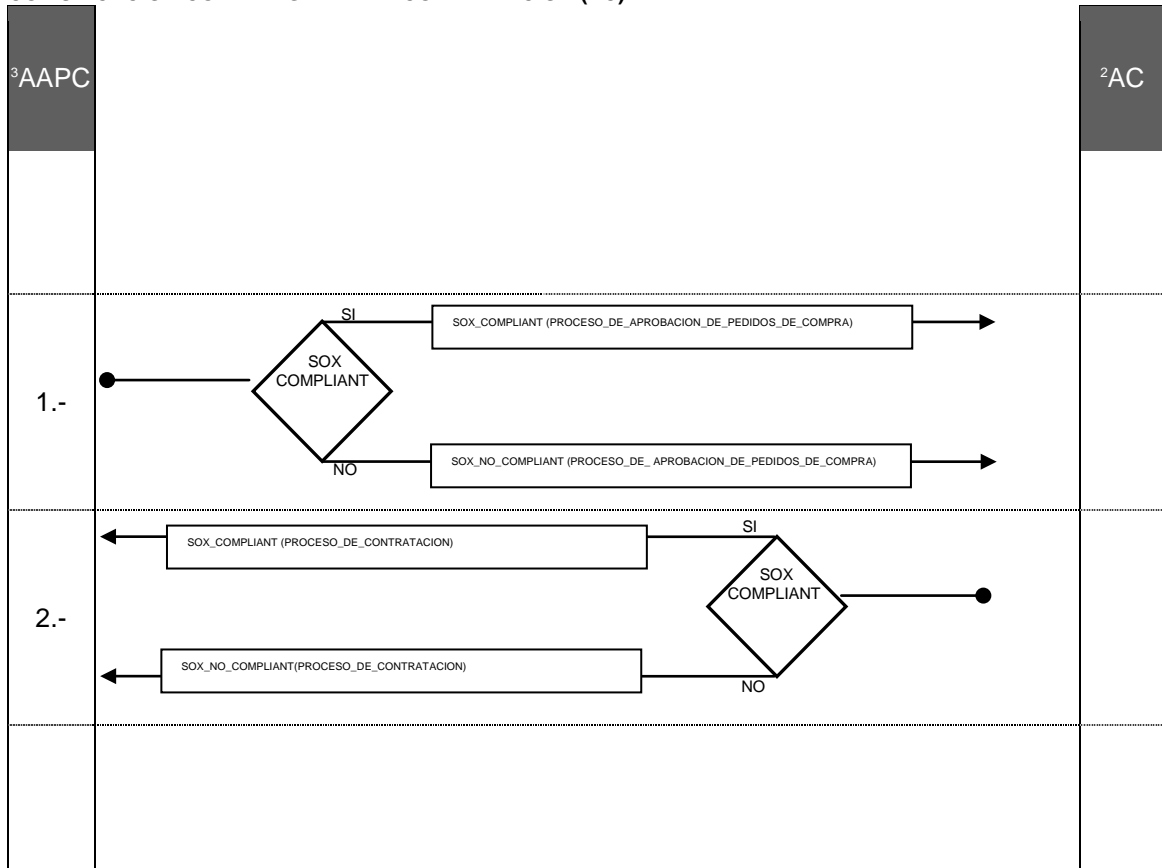 ³AAPC
²AC
1.-
SI
SOX_COMPLIANT (PROCESO_DE_APROBACION_DE_PEDIDOS_DE_COMPRA)
SOX
COMPLIANT
NO
SOX_NO_COMPLIANT (PROCESO_DE_ APROBACION_DE_PEDIDOS_DE_COMPRA)
2.-
SI
SOX_COMPLIANT (PROCESO_DE_CONTRATACION)
SOX
COMPLIANT
SOX_NO_COMPLIANT(PROCESO_DE_CONTRATACION)
NO